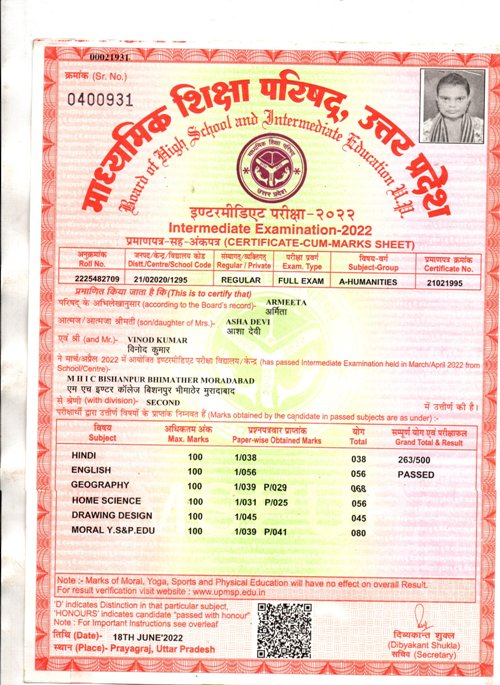 00021931
क्रमांक (Sr. No.)
0400931
माध्यमिक शिक्षा परिषद्, उत्तर प्रदेश
Board of High School and Intermediate Education U.P.
माध्यमिक शिक्षा परिषद्
उत्तर प्रदेश
इण्टरमीडिएट परीक्षा-२०२२
Intermediate Examination-2022
प्रमाणपत्र-सह-अंकपत्र (CERTIFICATE-CUM-MARKS SHEET)
अनुक्रमांक जनपद/केन्द्र/विद्यालय कोड संस्थागत/व्यक्तिगत परीक्षा प्रवर्ग विषय-वर्ग प्रमाणपत्र क्रमांक
Roll No. Distt./Centre/School Code Regular / Private Exam. Type Subject-Group Certificate No.
2225482709 21/02020/1295 REGULAR FULL EXAM A-HUMANITIES 21021995
प्रमाणित किया जाता है कि (This is to certify that)
परिषद् के अभिलेखानुसार (according to the Board's record)- ARMEETA
अर्मिता
आत्मज/आत्मजा श्रीमती (son/daughter of Mrs.)- ASHA DEVI
आशा देवी
एवं श्री (and Mr.)- VINOD KUMAR
विनोद कुमार
ने मार्च/अप्रैल 2022 में आयोजित इण्टरमीडिएट परीक्षा विद्यालय/केन्द्र (has passed Intermediate Examination held in March/April 2022 from
School/Centre)-
M H I C BISHANPUR BHIMATHER MORADABAD
एम एच इण्टर कॉलेज बिशनपुर भीमाठेर मुरादाबाद
से श्रेणी (with division)- SECOND में उत्तीर्ण की है।
परीक्षार्थी द्वारा उत्तीर्ण विषयों के प्राप्तांक निम्नवत हैं (Marks obtained by the candidate in passed subjects are as under) :-
विषय अधिकतम अंक प्रश्नपत्रवार प्राप्तांक योग सम्पूर्ण योग एवं परीक्षाफल
Subject Max. Marks Paper-wise Obtained Marks Total Grand Total & Result
HINDI 100 1/038 038 263/500
ENGLISH 100 1/056 056 PASSED
GEOGRAPHY 100 1/039 P/029 068
HOME SCIENCE 100 1/031 P/025 056
DRAWING DESIGN 100 1/045 045
MORAL Y.S&P.EDU 100 1/039 P/041 080
Note :- Marks of Moral, Yoga, Sports and Physical Education will have no effect on overall Result.
For result verification visit website : www.upmsp.edu.in
'D' indicates Distinction in that particular subject,
'HONOURS' indicates candidate "passed with honour"
Note : For Important Instructions see overleaf
तिथि (Date)- 18TH JUNE'2022
स्थान (Place)- Prayagraj, Uttar Pradesh
दिव्यकान्त शुक्ल
(Dibyakant Shukla)
सचिव (Secretary)